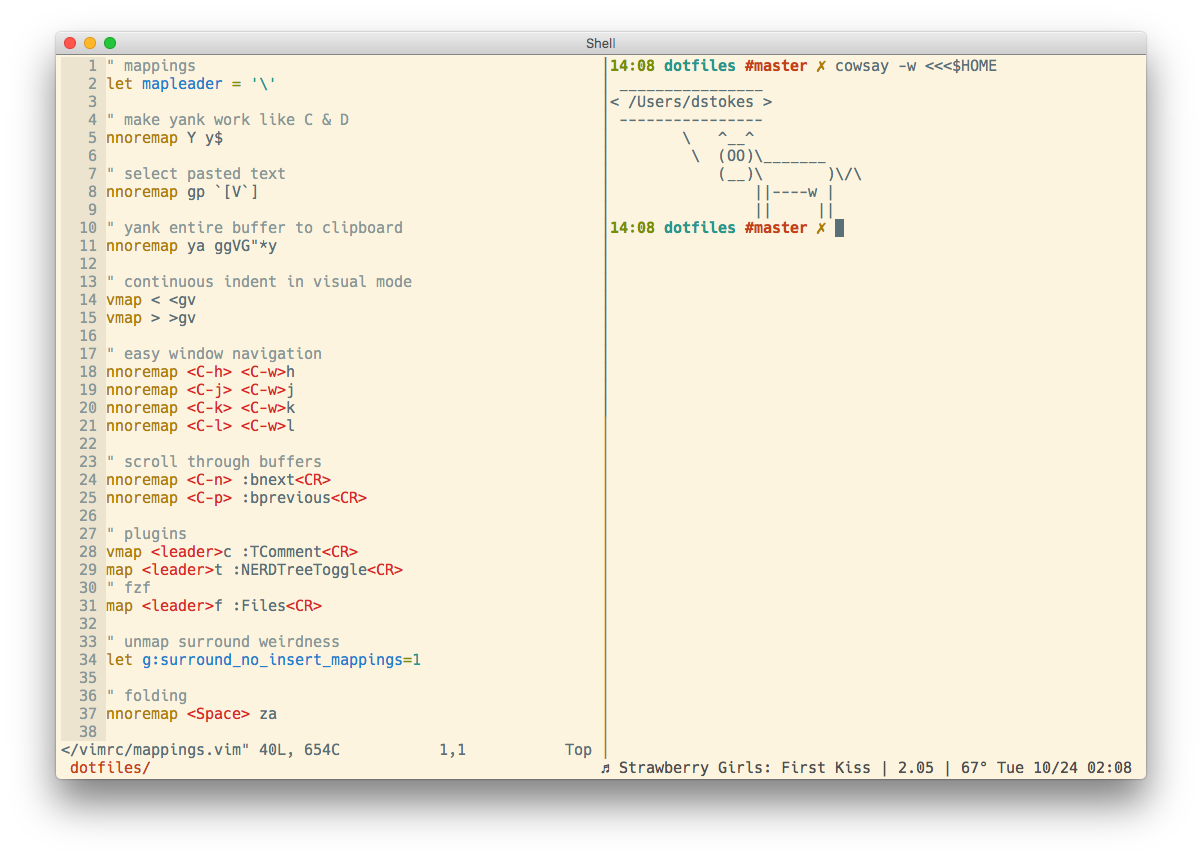 Shell
1 " mappings
2 let mapleader = '\'
3
4 " make yank work like C & D
5 nnoremap Y y$
6
7 " select pasted text
8 nnoremap gp `[V`]
9
10 " yank entire buffer to clipboard
11 nnoremap ya ggVG"*y
12
13 " continuous indent in visual mode
14 vmap < <gv
15 vmap > >gv
16
17 " easy window navigation
18 nnoremap <C-h> <C-w>h
19 nnoremap <C-j> <C-w>j
20 nnoremap <C-k> <C-w>k
21 nnoremap <C-l> <C-w>l
22
23 " scroll through buffers
24 nnoremap <C-n> :bnext<CR>
25 nnoremap <C-p> :bprevious<CR>
26
27 " plugins
28 vmap <leader>c :TComment<CR>
29 map <leader>t :NERDTreeToggle<CR>
30 " fzf
31 map <leader>f :Files<CR>
32
33 " unmap surround weirdness
34 let g:surround_no_insert_mappings=1
35
36 " folding
37 nnoremap <Space> za
38
</vimrc/mappings.vim" 40L, 654C 1,1 Top
14:08 dotfiles #master ✗ cowsay -w <<<$HOME
 _______________
< /Users/dstokes >
 ----------------
        \   ^__^
         \  (OO)\_______
            (__)\       )\/\
                ||----w |
                ||     ||
14:08 dotfiles #master ✗
dotfiles/
♬ Strawberry Girls: First Kiss | 2.05 | 67° Tue 10/24 02:08